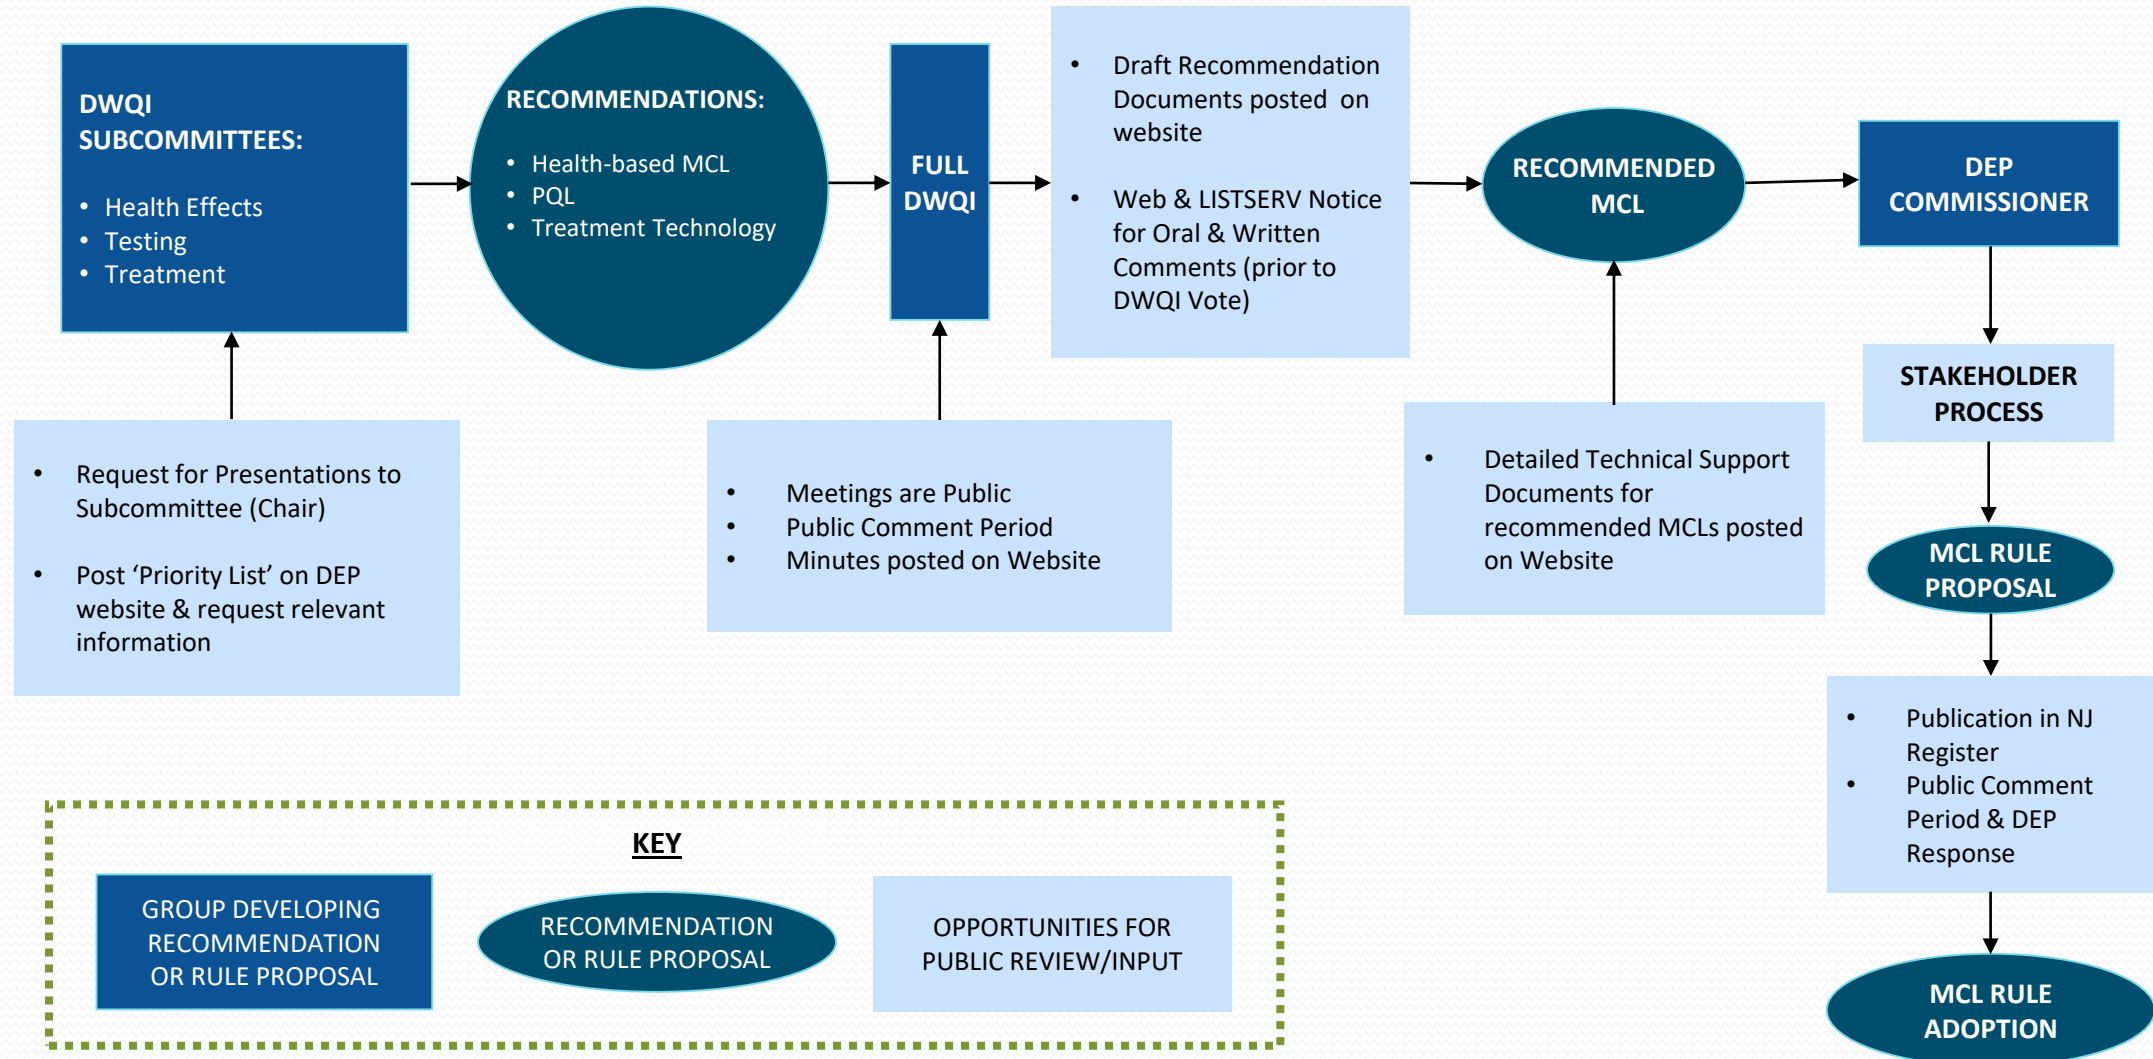 DWQI
SUBCOMMITTEES:
• Health Effects
• Testing
• Treatment
RECOMMENDATIONS:
• Health-based MCL
• PQL
• Treatment Technology
FULL
DWQI
• Draft Recommendation
Documents posted on
website
• Web & LISTSERV Notice
for Oral & Written
Comments (prior to
DWQI Vote)
RECOMMENDED
MCL
DEP
COMMISSIONER
STAKEHOLDER
PROCESS
• Request for Presentations to
Subcommittee (Chair)
• Post ‘Priority List’ on DEP
website & request relevant
information
• Meetings are Public
• Public Comment Period
• Minutes posted on Website
• Detailed Technical Support
Documents for
recommended MCLs posted
on Website
MCL RULE
PROPOSAL
• Publication in NJ
Register
• Public Comment
Period & DEP
Response
MCL RULE
ADOPTION
KEY
GROUP DEVELOPING
RECOMMENDATION
OR RULE PROPOSAL
RECOMMENDATION
OR RULE PROPOSAL
OPPORTUNITIES FOR
PUBLIC REVIEW/INPUT